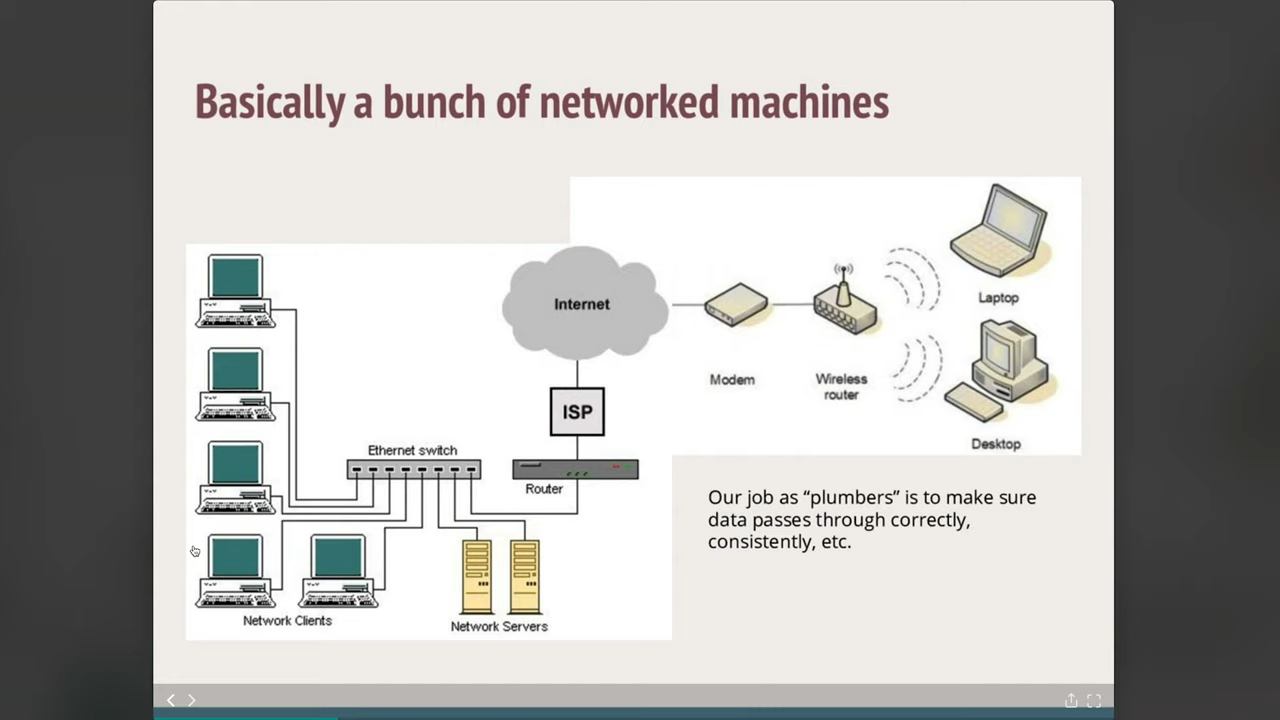 Basically a bunch of networked machines
Internet
Laptop
Modem
Wireless
router
ISP
Desktop
Ethernet switch
Router
Our job as “plumbers” is to make sure
data passes through correctly,
consistently, etc.
Network Clients
Network Servers